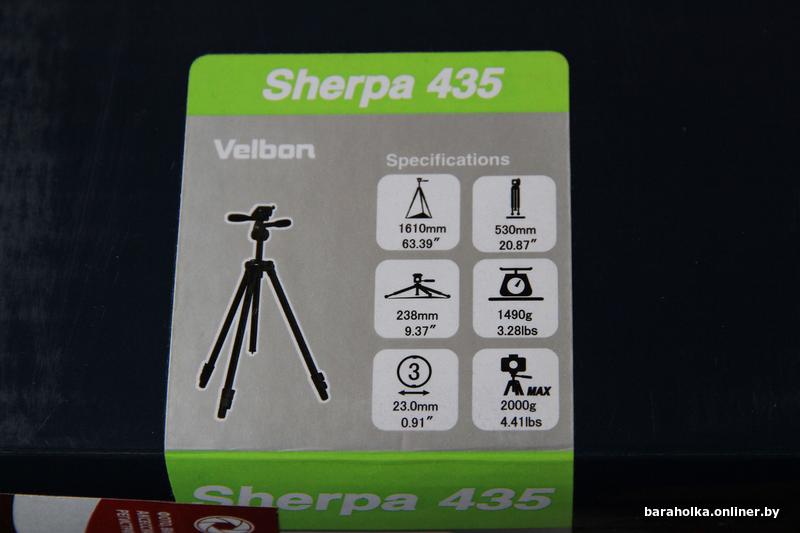 Sherpa 435
Velbon
Specifications
1610mm
63.39"
530mm
20.87"
238mm
9.37"
1490g
3.28lbs
3
23.0mm
0.91"
MAX
2000g
4.41lbs
Sherpa 435
baraholka.onliner.by